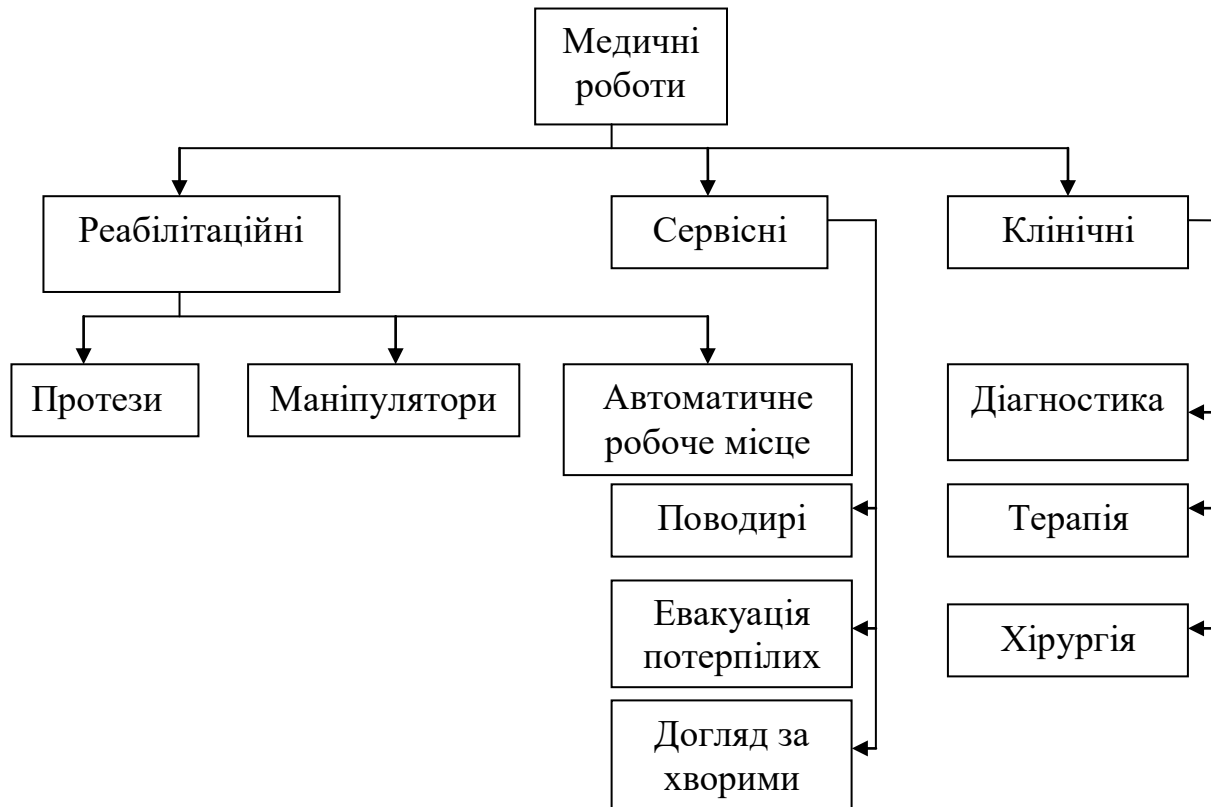 Медичні
роботи
Реабілітаційні
Сервісні
Клінічні
Протези
Маніпулятори
Автоматичне
робоче місце
Діагностика
Поводирі
Терапія
Евакуація
потерпілих
Хірургія
Догляд за
хворими